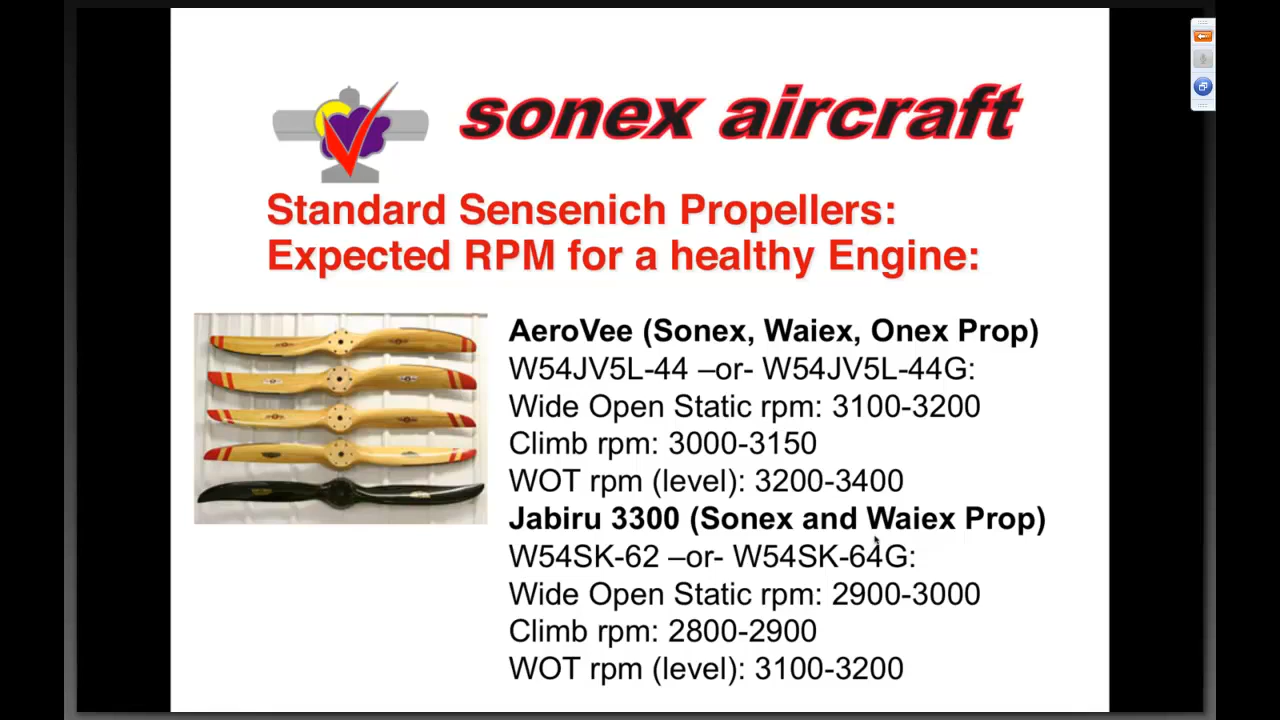 sonex aircraft
Standard Sensenich Propellers:
Expected RPM for a healthy Engine:
AeroVee (Sonex, Waiex, Onex Prop)
W54JV5L-44 –or- W54JV5L-44G:
Wide Open Static rpm: 3100-3200
Climb rpm: 3000-3150
WOT rpm (level): 3200-3400
Jabiru 3300 (Sonex and Waiex Prop)
W54SK-62 –or- W54SK-64G:
Wide Open Static rpm: 2900-3000
Climb rpm: 2800-2900
WOT rpm (level): 3100-3200